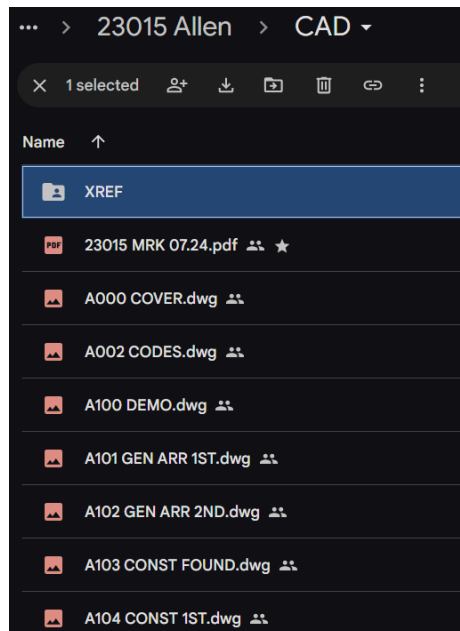 ... > 23015 Allen > CAD
1 selected
Name
XREF
PDF 23015 MRK 07.24.pdf
A000 COVER.dwg
A002 CODES.dwg
A100 DEMO.dwg
A101 GEN ARR 1ST.dwg
A102 GEN ARR 2ND.dwg
A103 CONST FOUND.dwg
A104 CONST 1ST.dwg